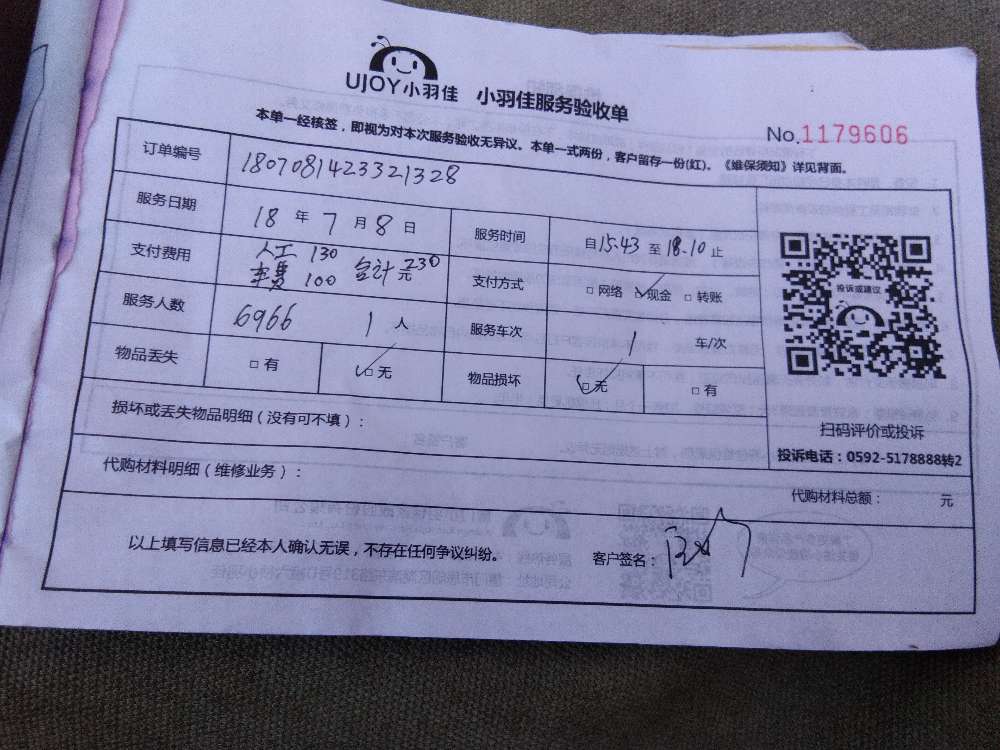 UJOY小羽佳 小羽佳服务验收单
No.1179606
本单一经核签，即视为对本次服务验收无异议。本单一式两份，客户留存一份(红)。《维保须知》详见背面。
订单编号 1807081423321328
服务日期 18 年 7 月 8 日 服务时间 自15.43 至 18.10 止
支付费用 人工 130 车费 100 合计 230元 支付方式 □ 网络 ☑现金 □ 转账
服务人数 6966 1 人 服务车次 1 车/次
物品丢失 □ 有 ☑ 无 物品损坏 ☑无 □ 有
投诉或建议
扫码评价或投诉
投诉电话：0592-5178888转2
损坏或丢失物品明细（没有可不填）：
代购材料明细（维修业务）：
代购材料总额： 元
以上填写信息已经本人确认无误，不存在任何争议纠纷。 客户签名：